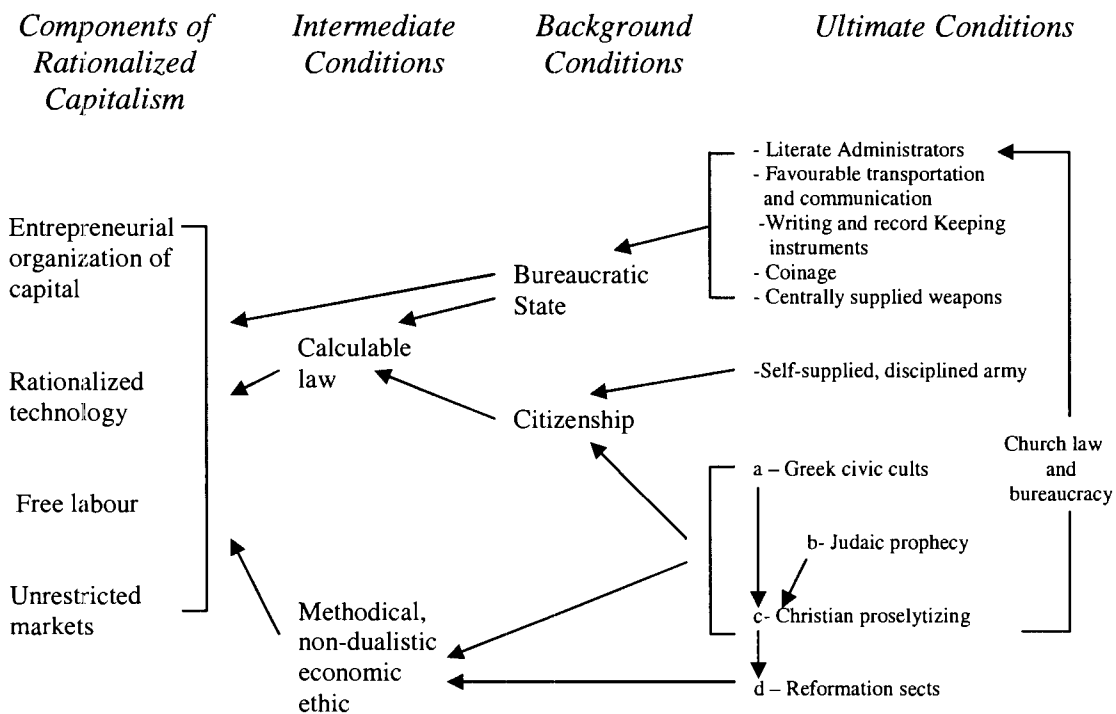 Components of
Rationalized
Capitalism
Intermediate
Conditions
Background
Conditions
Ultimate Conditions
Entrepreneurial
organization of
capital
Rationalized
technology
Free labour
Unrestricted
markets
Calculable
law
Methodical,
non-dualistic
economic
ethic
Bureaucratic
State
Citizenship
- Literate Administrators
- Favourable transportation
and communication
-Writing and record Keeping
instruments
- Coinage
- Centrally supplied weapons
-Self-supplied, disciplined army
a – Greek civic cults
b- Judaic prophecy
c- Christian proselytizing
d – Reformation sects
Church law
and
bureaucracy